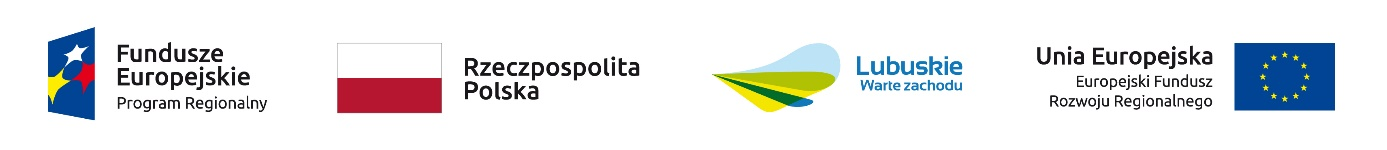 Fundusze
Europejskie
Program Regionalny
Rzeczpospolita
Polska
Lubuskie
Warte zachodu
Unia Europejska
Europejski Fundusz
Rozwoju Regionalnego